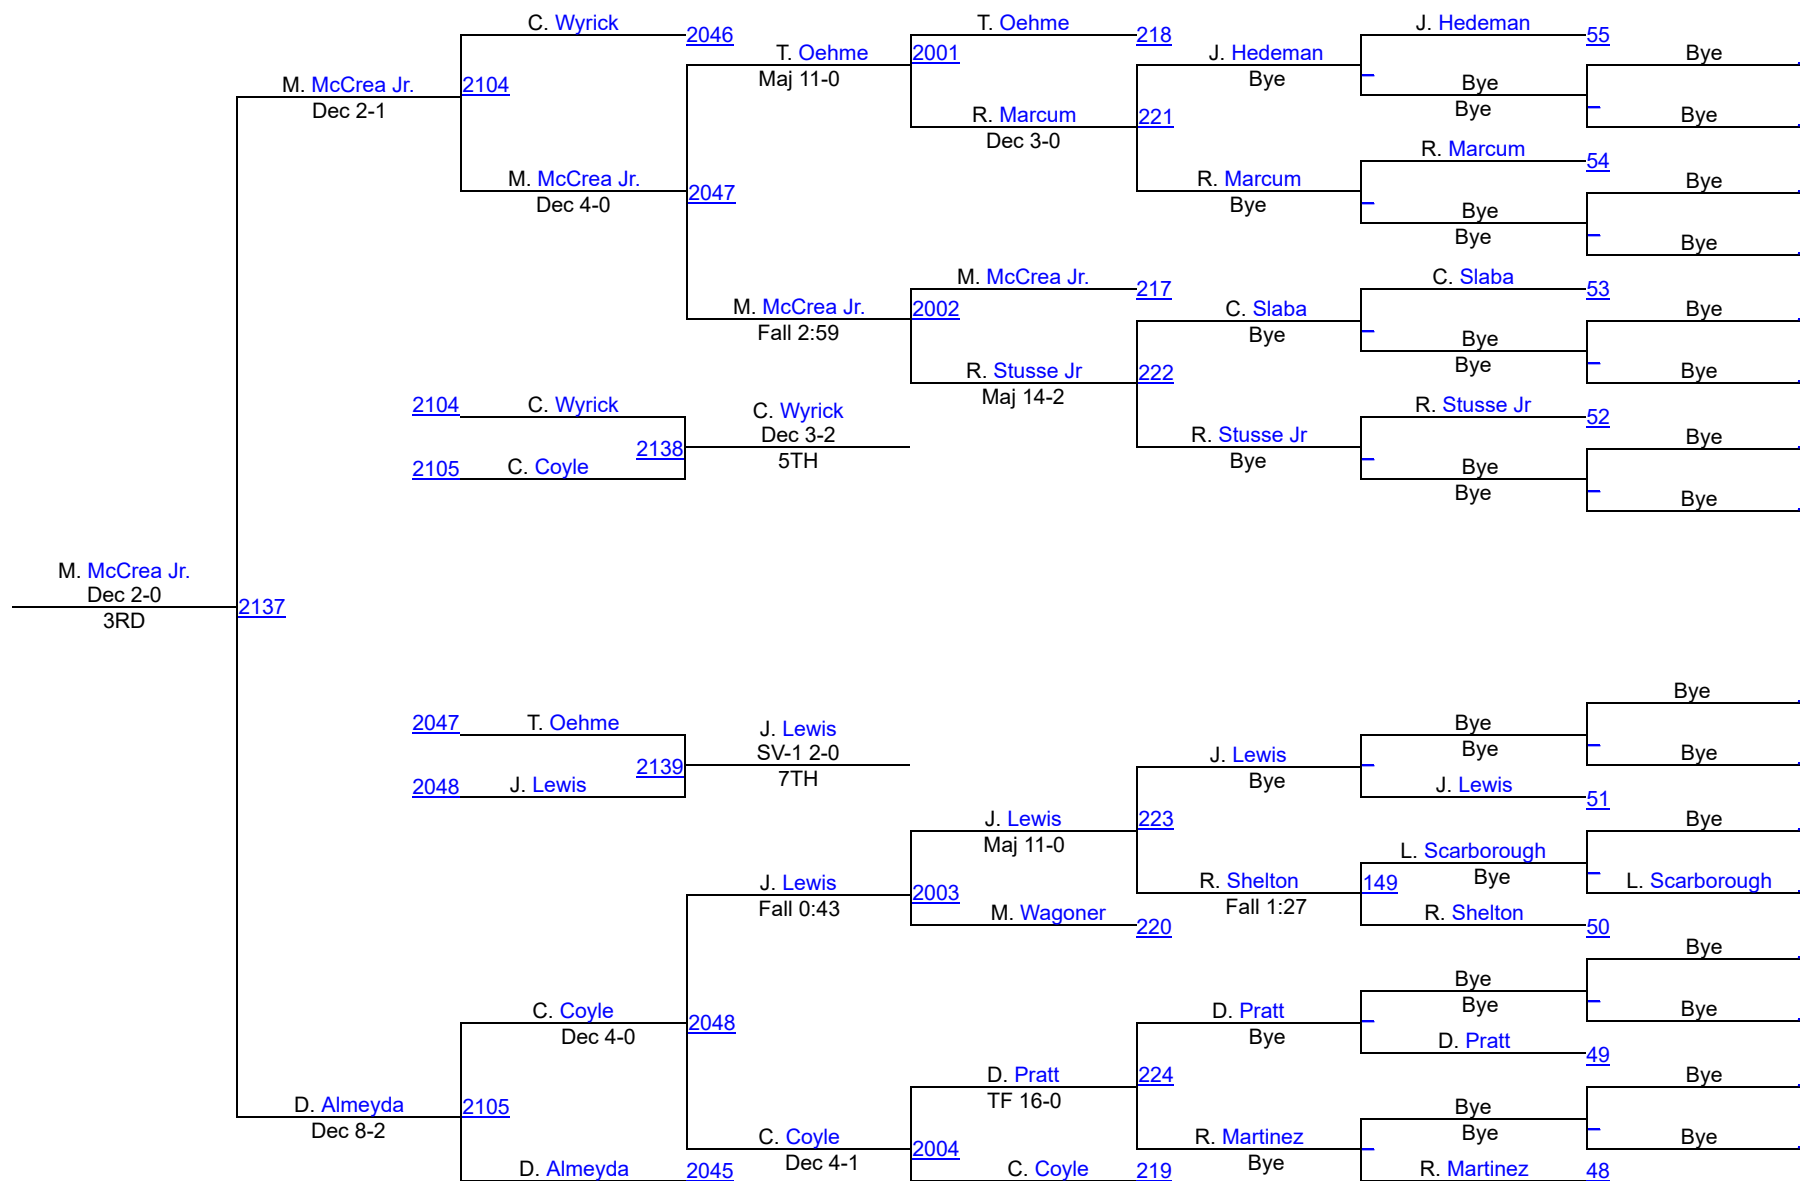 C. Wyrick
2046
T. Oehme
218
J. Hedeman
55
T. Oehme
Maj 11-0
2001
J. Hedeman
Bye
Bye
M. McCrea Jr.
Dec 2-1
2104
Bye
Bye
R. Marcum
Dec 3-0
221
Bye
R. Marcum
54
M. McCrea Jr.
Dec 4-0
2047
R. Marcum
Bye
Bye
Bye
Bye
Bye
M. McCrea Jr.
217
C. Slaba
53
M. McCrea Jr.
Fall 2:59
2002
C. Slaba
Bye
Bye
Bye
Bye
R. Stusse Jr
Maj 14-2
222
Bye
2104
C. Wyrick
C. Wyrick
Dec 3-2
5TH
R. Stusse Jr
52
2138
R. Stusse Jr
Bye
Bye
2105
C. Coyle
Bye
Bye
Bye
M. McCrea Jr.
Dec 2-0
3RD
2137
Bye
2047
T. Oehme
J. Lewis
SV-1 2-0
7TH
Bye
Bye
2139
J. Lewis
Bye
Bye
2048
J. Lewis
J. Lewis
51
J. Lewis
Maj 11-0
223
Bye
L. Scarborough
Bye
J. Lewis
Fall 0:43
2003
R. Shelton
Fall 1:27
149
L. Scarborough
M. Wagoner
220
R. Shelton
50
Bye
Bye
Bye
C. Coyle
Dec 4-0
2048
D. Pratt
Bye
Bye
D. Pratt
49
D. Pratt
TF 16-0
224
Bye
D. Almeyda
Dec 8-2
2105
Bye
Bye
C. Coyle
Dec 4-1
2004
R. Martinez
Bye
Bye
D. Almeyda
2045
C. Coyle
219
R. Martinez
48